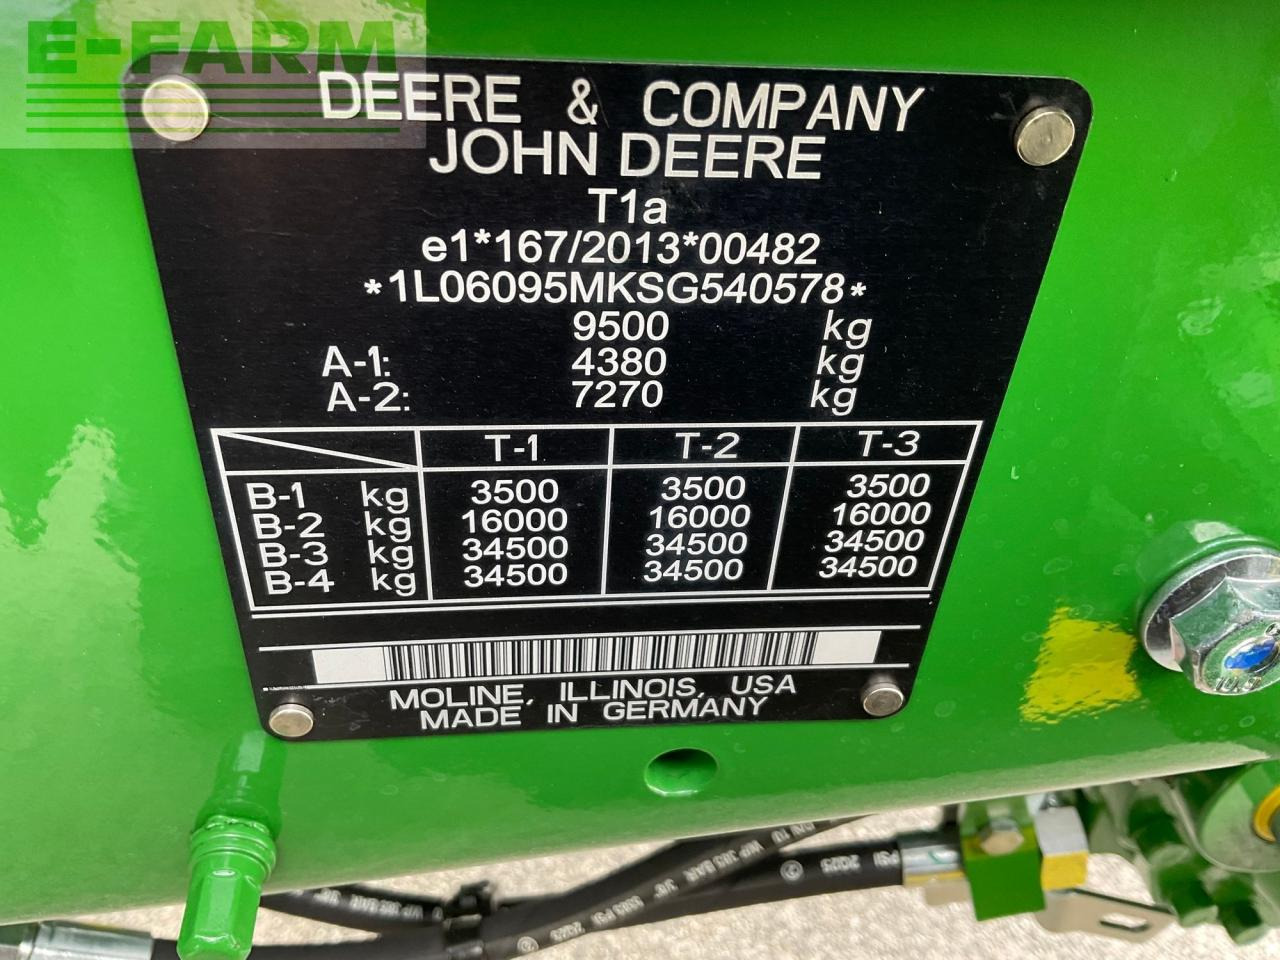 E-FARM
DEERE & COMPANY
JOHN DEERE
T1a
e1*167/2013*00482
*1L06095MKSG540578*
9500 kg
A-1: 4380 kg
A-2: 7270 kg
T-1 T-2 T-3
B-1 kg 3500 3500 3500
B-2 kg 16000 16000 16000
B-3 kg 34500 34500 34500
B-4 kg 34500 34500 34500
MOLINE, ILLINOIS, USA
MADE IN GERMANY